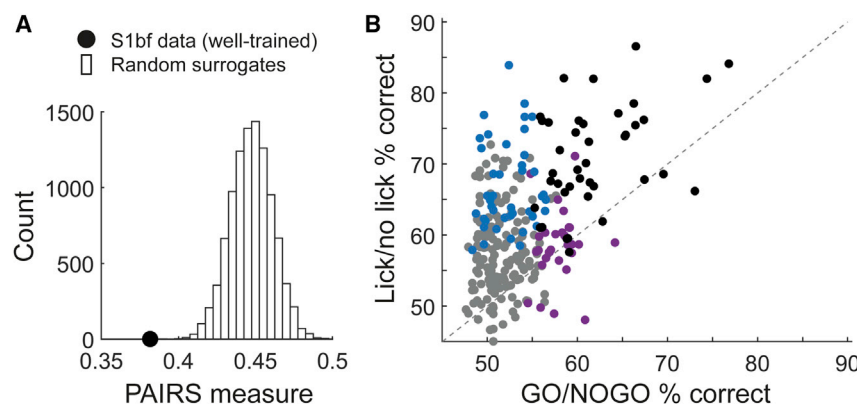 A
S1bf data (well-trained)
Random surrogates
1500
1000
500
0
Count
0.35
0.4
0.45
0.5
PAIRS measure
B
90
80
70
60
50
Lick/no lick % correct
50
60
70
80
90
GO/NOGO % correct